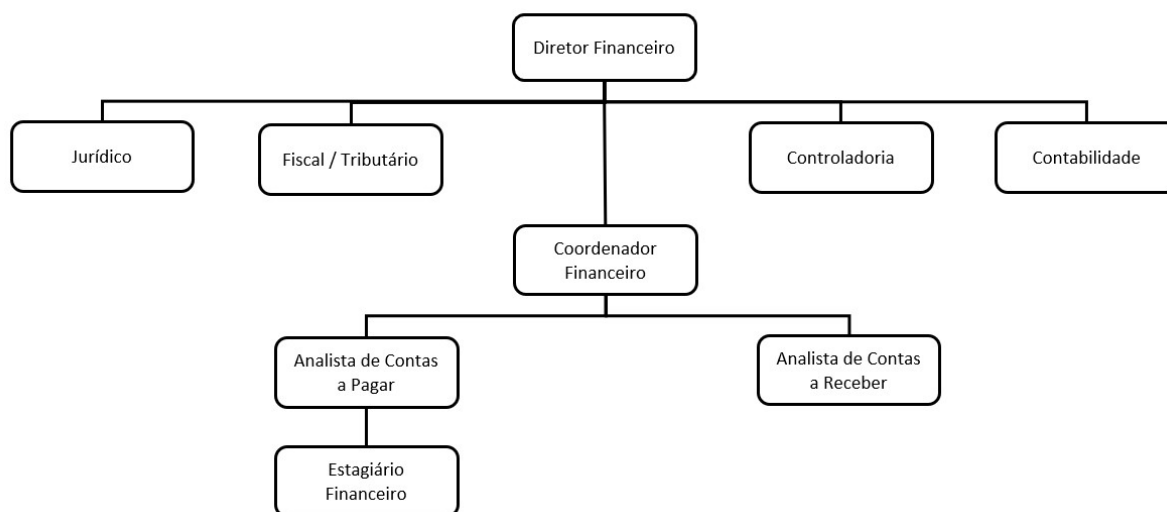 Diretor Financeiro
Jurídico
Fiscal / Tributário
Controladoria
Contabilidade
Coordenador
Financeiro
Analista de Contas
a Pagar
Analista de Contas
a Receber
Estagiário
Financeiro